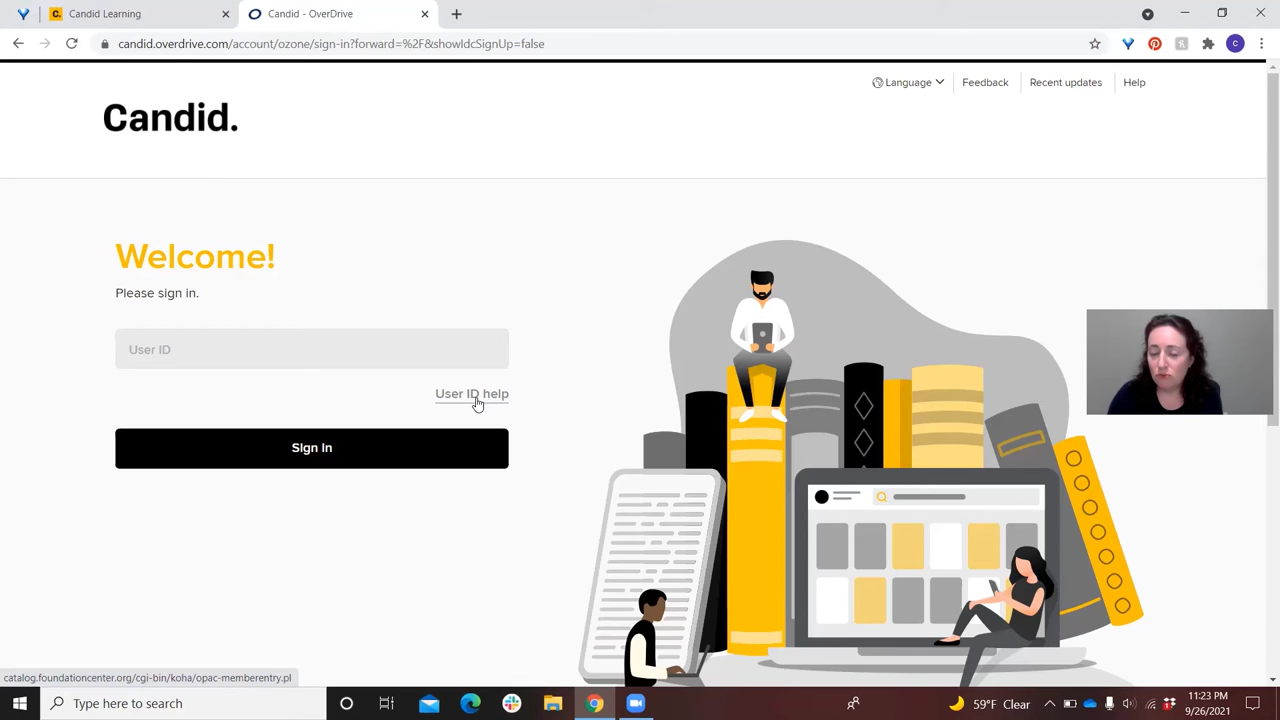 Candid Learning
Candid - OverDrive
candid.overdrive.com/account/ozone/sign-in?forward=%2F&showIdcSignUp=false
Language
Feedback
Recent updates
Help
Candid.
Welcome!
Please sign in.
User ID
User ID help
Sign In
catalog.foundationcenter.org/cgi-bin/koha/opac-memberentry.pl
Type here to search
59°F Clear
11:23 PM
9/26/2021